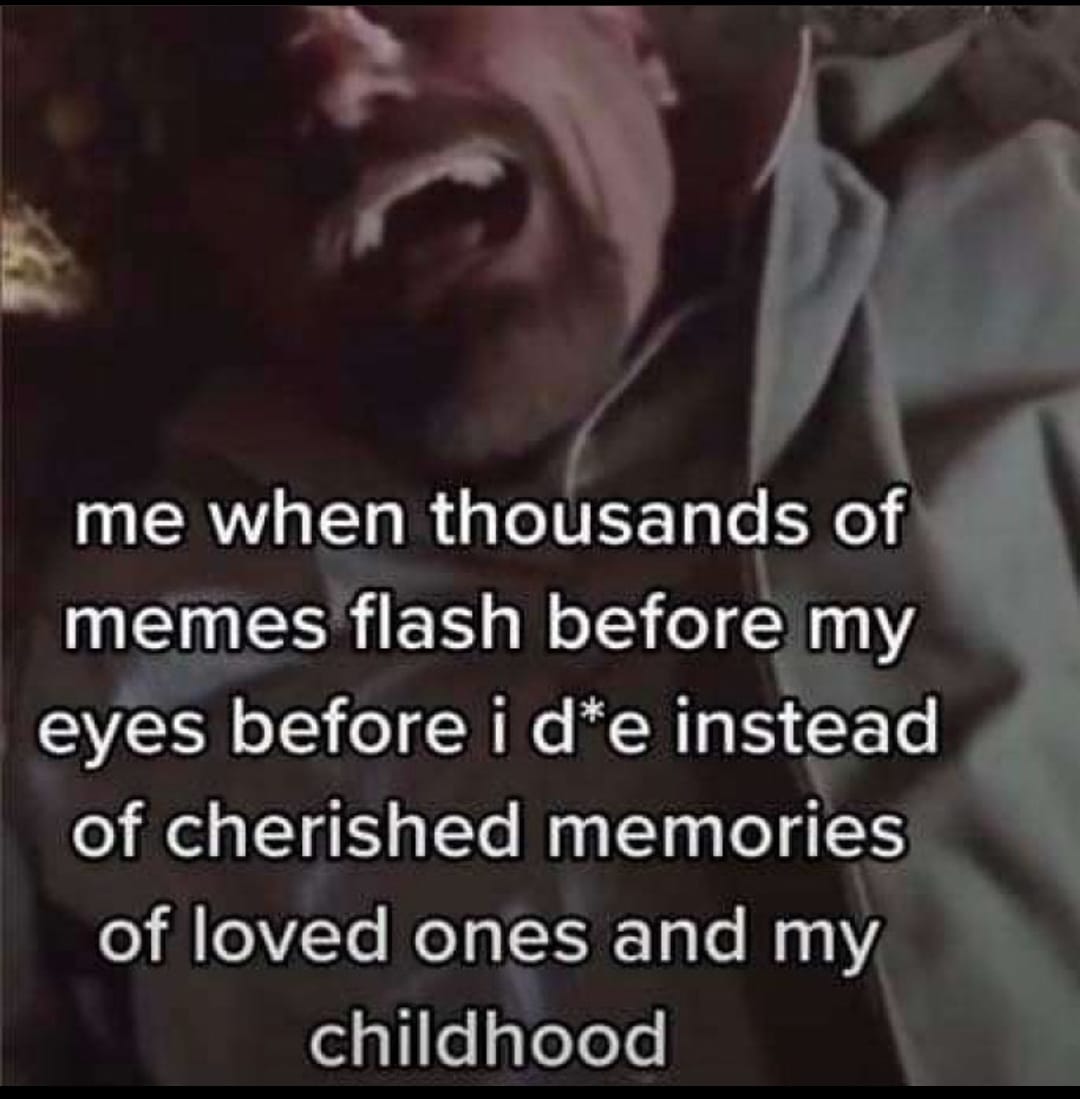 me when thousands of
memes flash before my
eyes before i d*e instead
of cherished memories
of loved ones and my
childhood